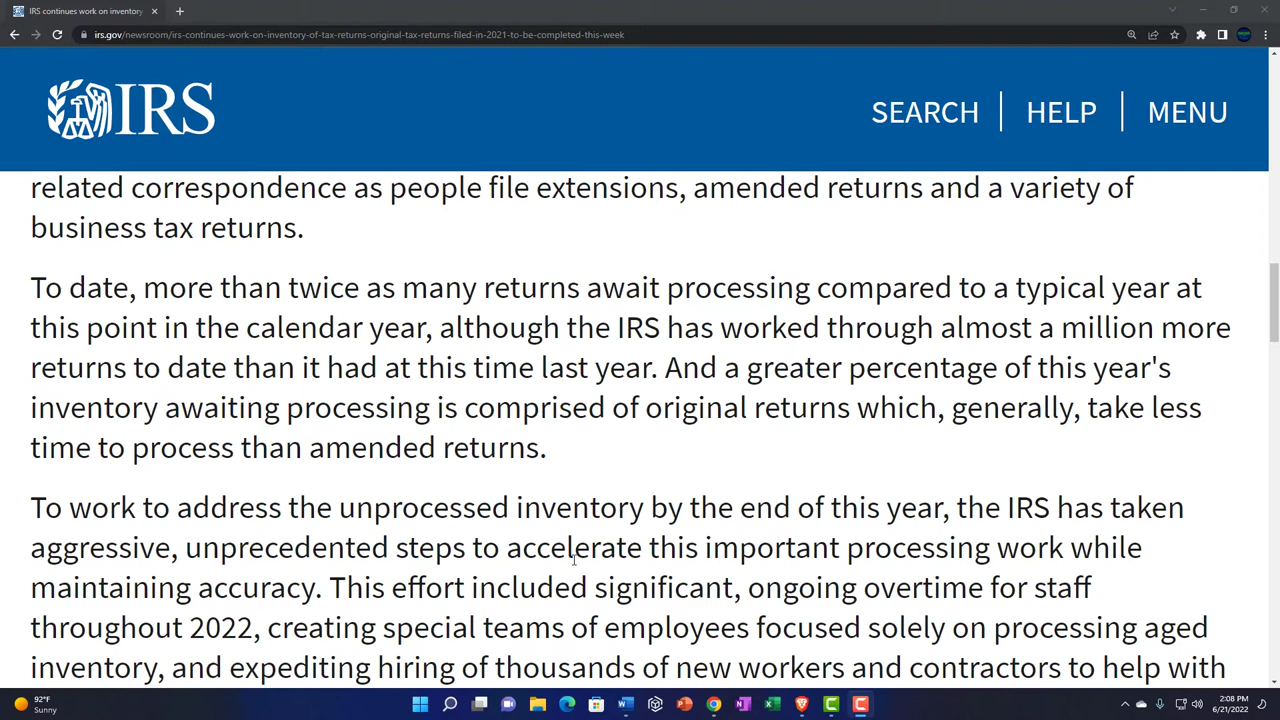 IRS continues work on inventory
irs.gov/newsroom/irs-continues-work-on-inventory-of-tax-returns-original-tax-returns-filed-in-2021-to-be-completed-this-week
IRS
SEARCH
HELP
MENU
related correspondence as people file extensions, amended returns and a variety of
business tax returns.
To date, more than twice as many returns await processing compared to a typical year at
this point in the calendar year, although the IRS has worked through almost a million more
returns to date than it had at this time last year. And a greater percentage of this year's
inventory awaiting processing is comprised of original returns which, generally, take less
time to process than amended returns.
To work to address the unprocessed inventory by the end of this year, the IRS has taken
aggressive, unprecedented steps to accelerate this important processing work while
maintaining accuracy. This effort included significant, ongoing overtime for staff
throughout 2022, creating special teams of employees focused solely on processing aged
inventory, and expediting hiring of thousands of new workers and contractors to help with
92°F
Sunny
2:08 PM
6/21/2022